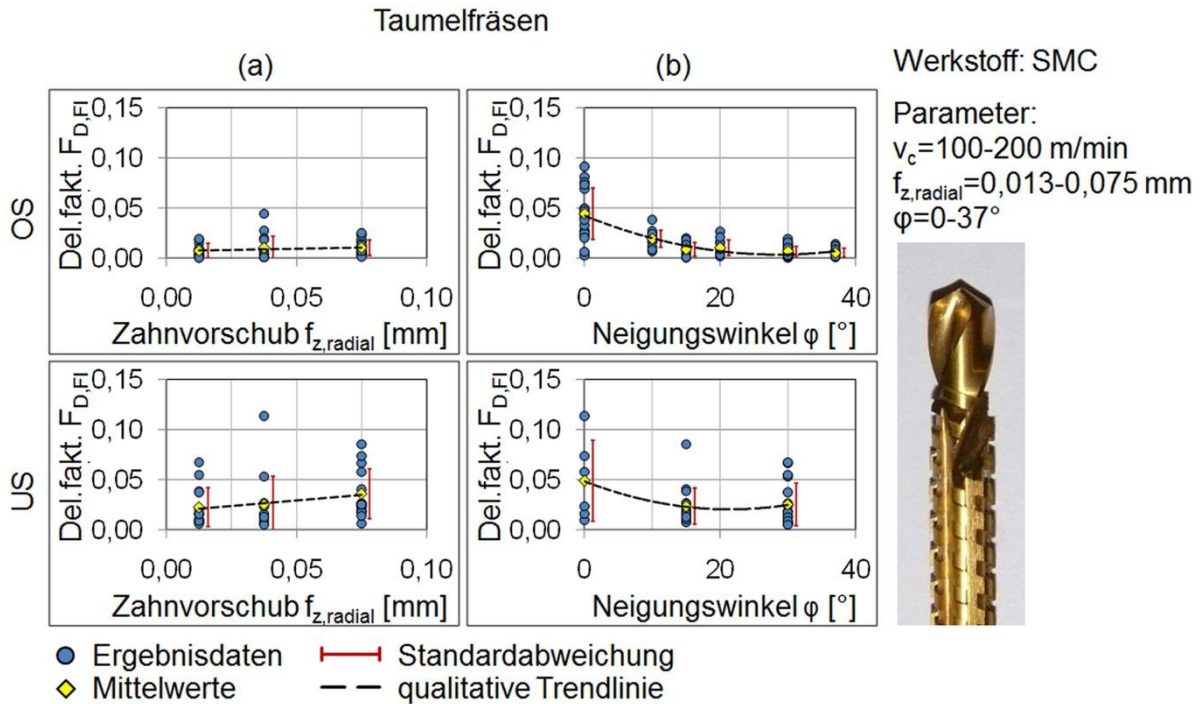 Taumelfräsen
(a)
(b)
Werkstoff: SMC
Parameter:
v_c=100-200 m/min
f_z,radial=0,013-0,075 mm
φ=0-37°
OS
Del.fakt. F_D,FI
0,15
0,10
0,05
0,00
0,00 0,05 0,10
Zahnvorschub f_z,radial [mm]
Del.fakt. F_D,FI
0,15
0,10
0,05
0,00
0 20 40
Neigungswinkel φ [°]
US
Del.fakt. F_D,FI
0,15
0,10
0,05
0,00
0,00 0,05 0,10
Zahnvorschub f_z,radial [mm]
Del.fakt. F_D,FI
0,15
0,10
0,05
0,00
0 20 40
Neigungswinkel φ [°]
Ergebnisdaten
Standardabweichung
Mittelwerte
qualitative Trendlinie